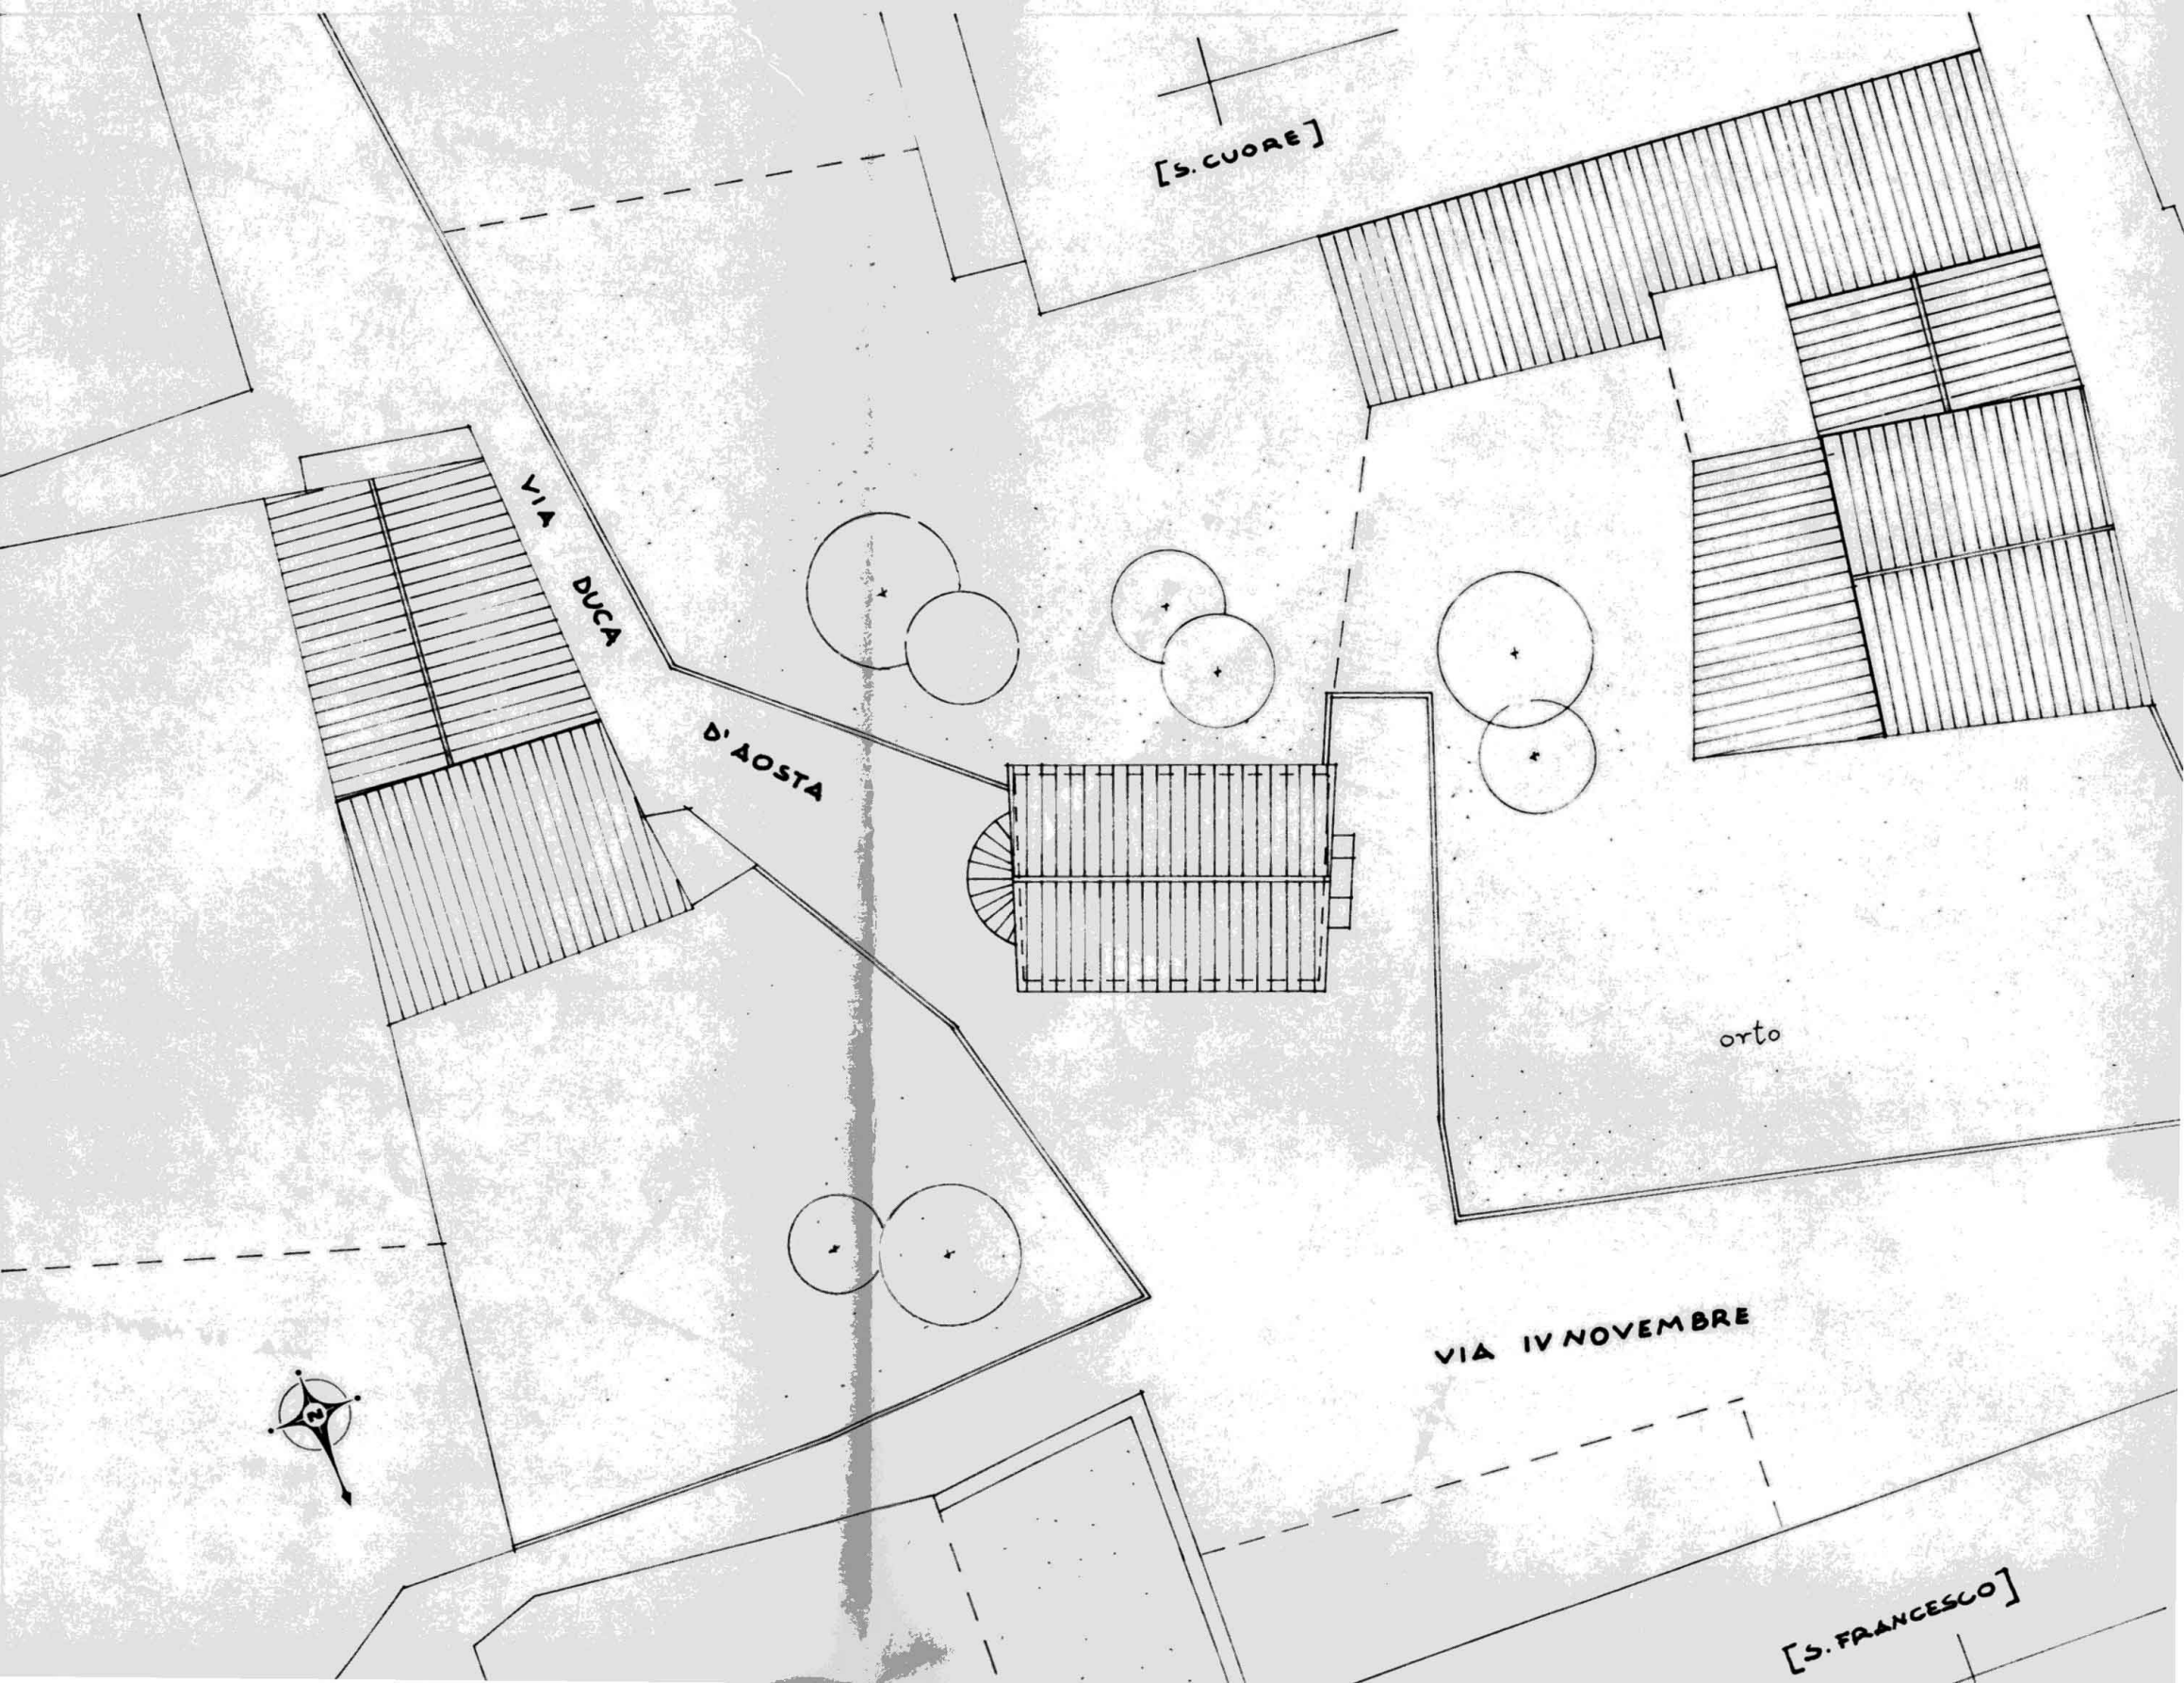 [S. CUORE]
VIA
DUCA
D'AOSTA
orto
VIA IV NOVEMBRE
N
[S. FRANCESCO]